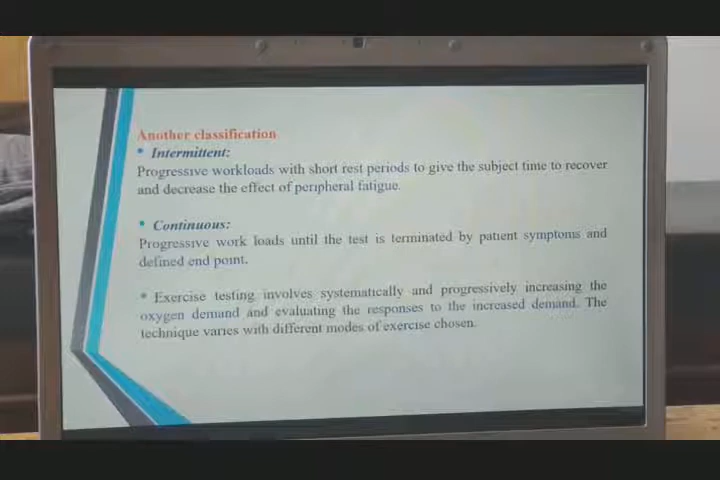 Another classification
• Intermittent:
Progressive workloads with short rest periods to give the subject time to recover
and decrease the effect of peripheral fatigue.
• Continuous:
Progressive work loads until the test is terminated by patient symptoms and
defined end point.
• Exercise testing involves systematically and progressively increasing the
oxygen demand and evaluating the responses to the increased demand. The
technique varies with different modes of exercise chosen.